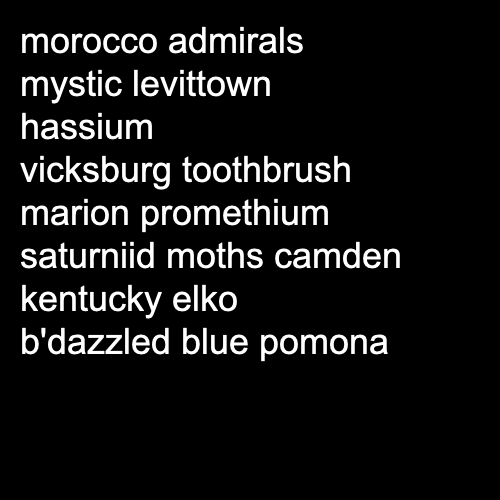 morocco admirals
mystic levittown
hassium
vicksburg toothbrush
marion promethium
saturniid moths camden
kentucky elko
b'dazzled blue pomona